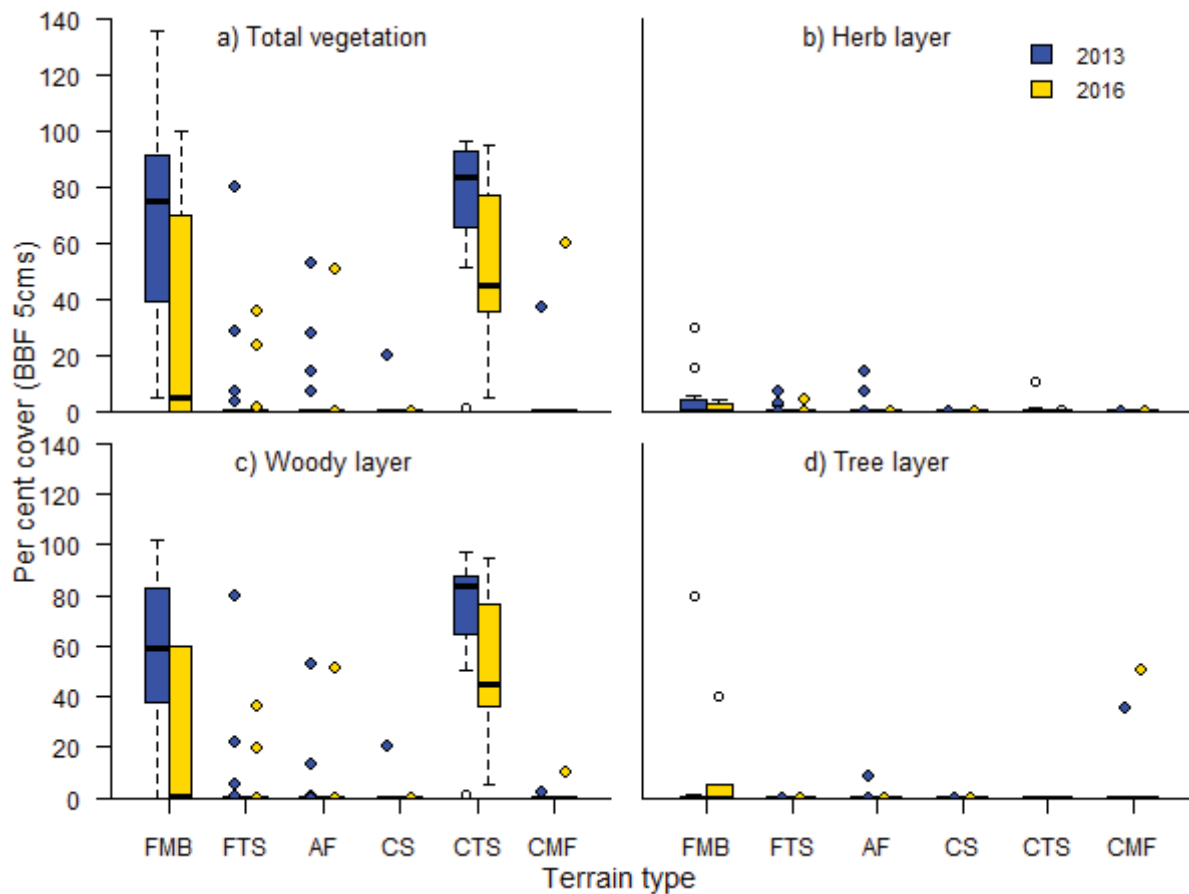 a) Total vegetation
b) Herb layer
2013
2016
140
120
100
80
60
40
20
0
c) Woody layer
d) Tree layer
140
120
100
80
60
40
20
0
Per cent cover (BBF 5cms)
FMB FTS AF CS CTS CMF FMB FTS AF CS CTS CMF
Terrain type